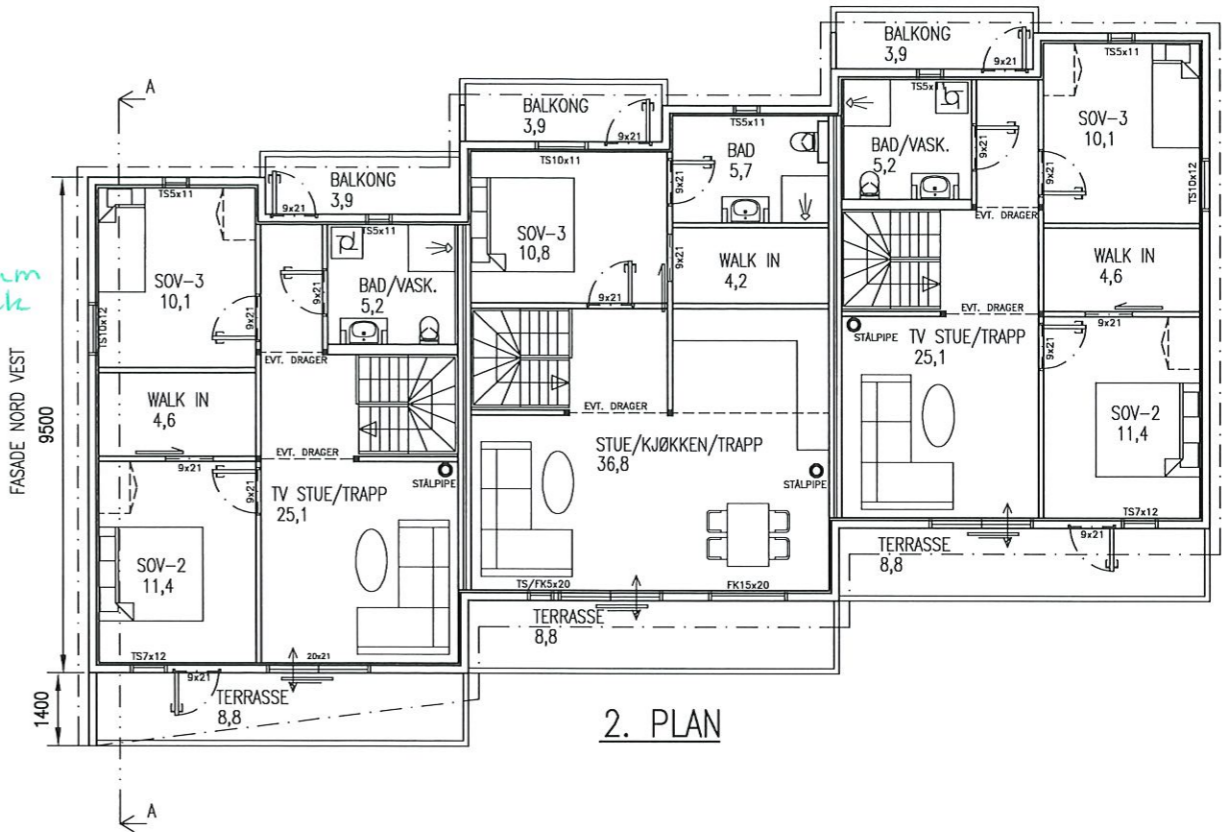 A
BALKONG
3,9
9x21
TS5x11
BALKONG
3,9
9x21
TS10x11
BALKONG
3,9
9x21
TS5x11
TS5x11
SOV-3
10,1
9x21
TS10x12
cm
FASADE NORD VEST
9500
1400
WALK IN
4,6
9x21
SOV-2
11,4
9x21
TS7x12
9x21
BAD/VASK.
5,2
9x21
EVT. DRAGER
EVT. DRAGER
STÅLPIPE
TV STUE/TRAPP
25,1
20x21
TERRASSE
8,8
SOV-3
10,8
9x21
9x21
TS5x11
BAD
5,7
9x21
WALK IN
4,2
EVT. DRAGER
STUE/KJØKKEN/TRAPP
36,8
STÅLPIPE
TS/FK5x20
FK15x20
TERRASSE
8,8
BAD/VASK.
5,2
9x21
EVT. DRAGER
EVT. DRAGER
STÅLPIPE
TV STUE/TRAPP
25,1
TS5x11
SOV-3
10,1
9x21
TS10x12
WALK IN
4,6
9x21
9x21
SOV-2
11,4
TS7x12
9x21
TERRASSE
8,8
2. PLAN
A